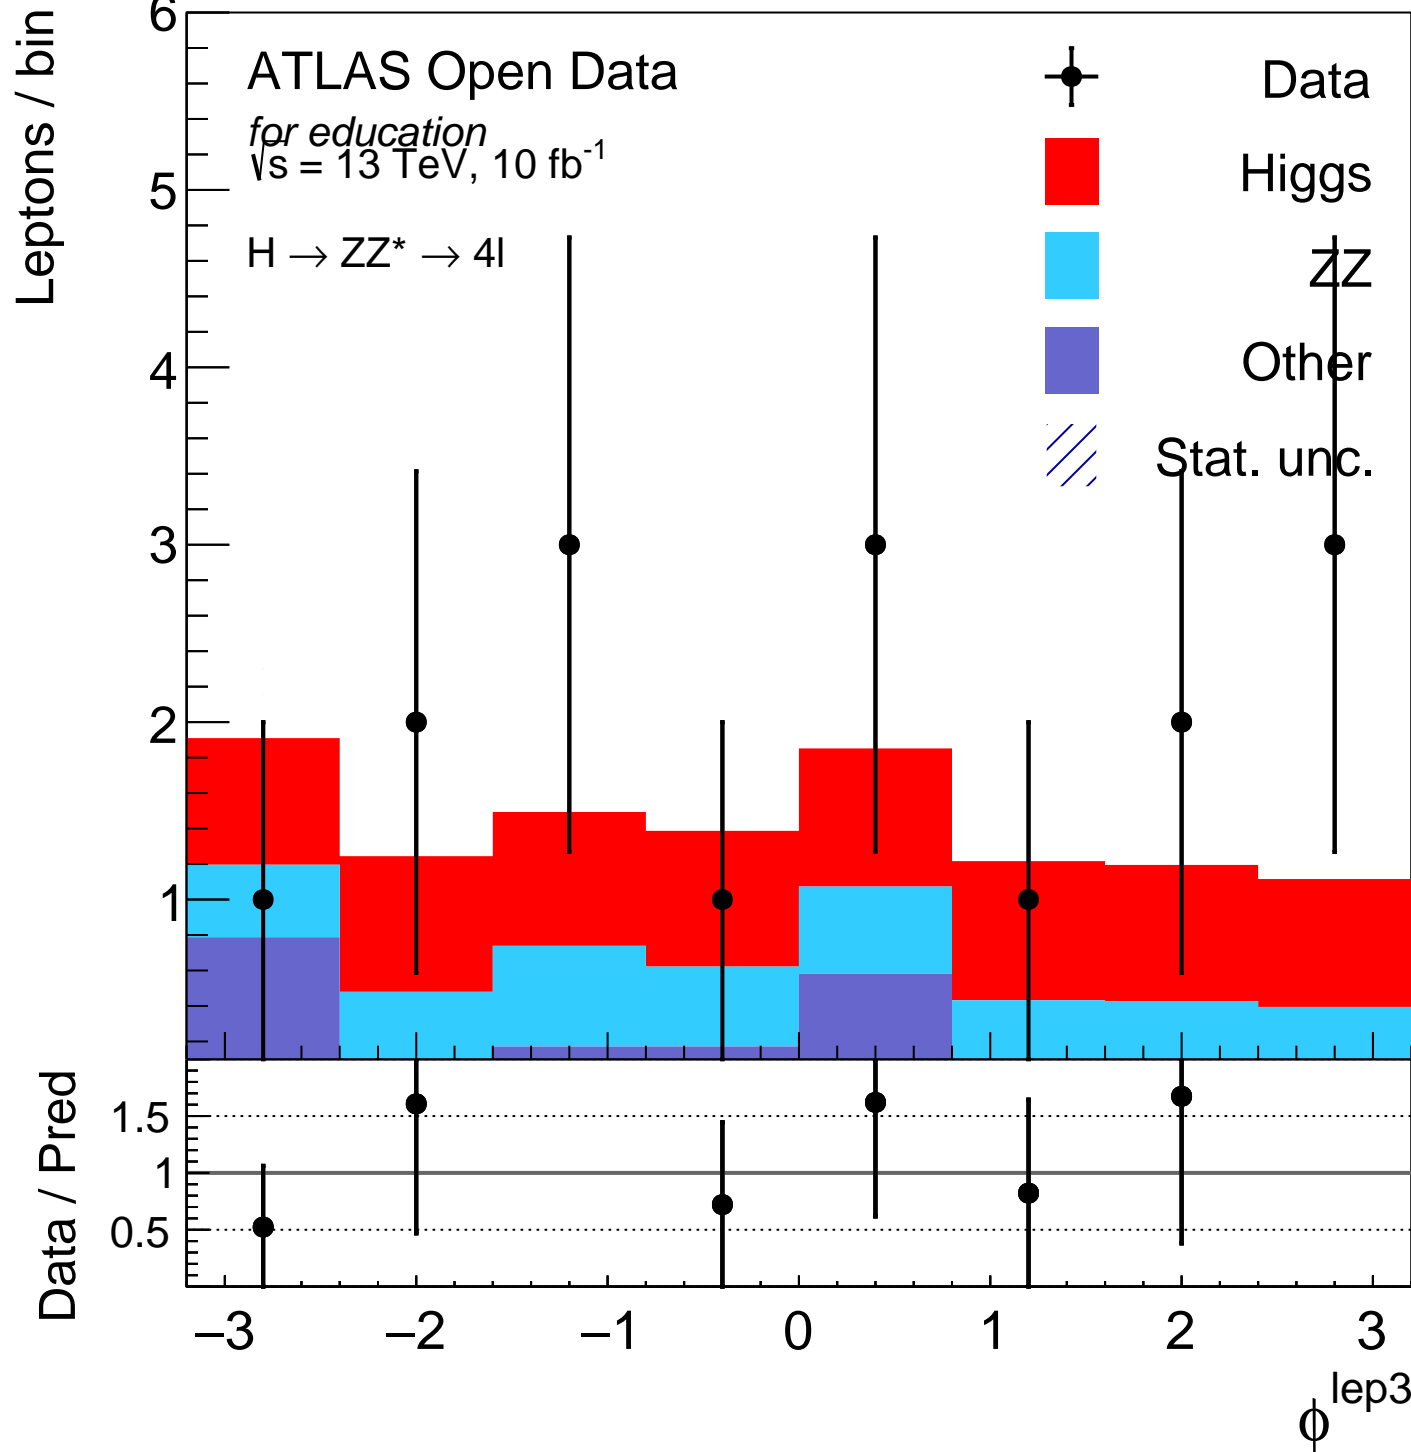 Leptons / bin
6
5
4
3
2
1
ATLAS Open Data
for education
√s = 13 TeV, 10 fb⁻¹
H → ZZ* → 4l
Data
Higgs
ZZ
Other
Stat. unc.
Data / Pred
1.5
1
0.5
−3 −2 −1 0 1 2 3
ϕ^lep3